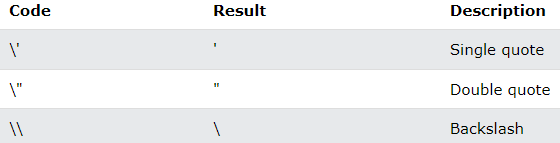 Code Result Description
\' ' Single quote
\" " Double quote
\\ \ Backslash